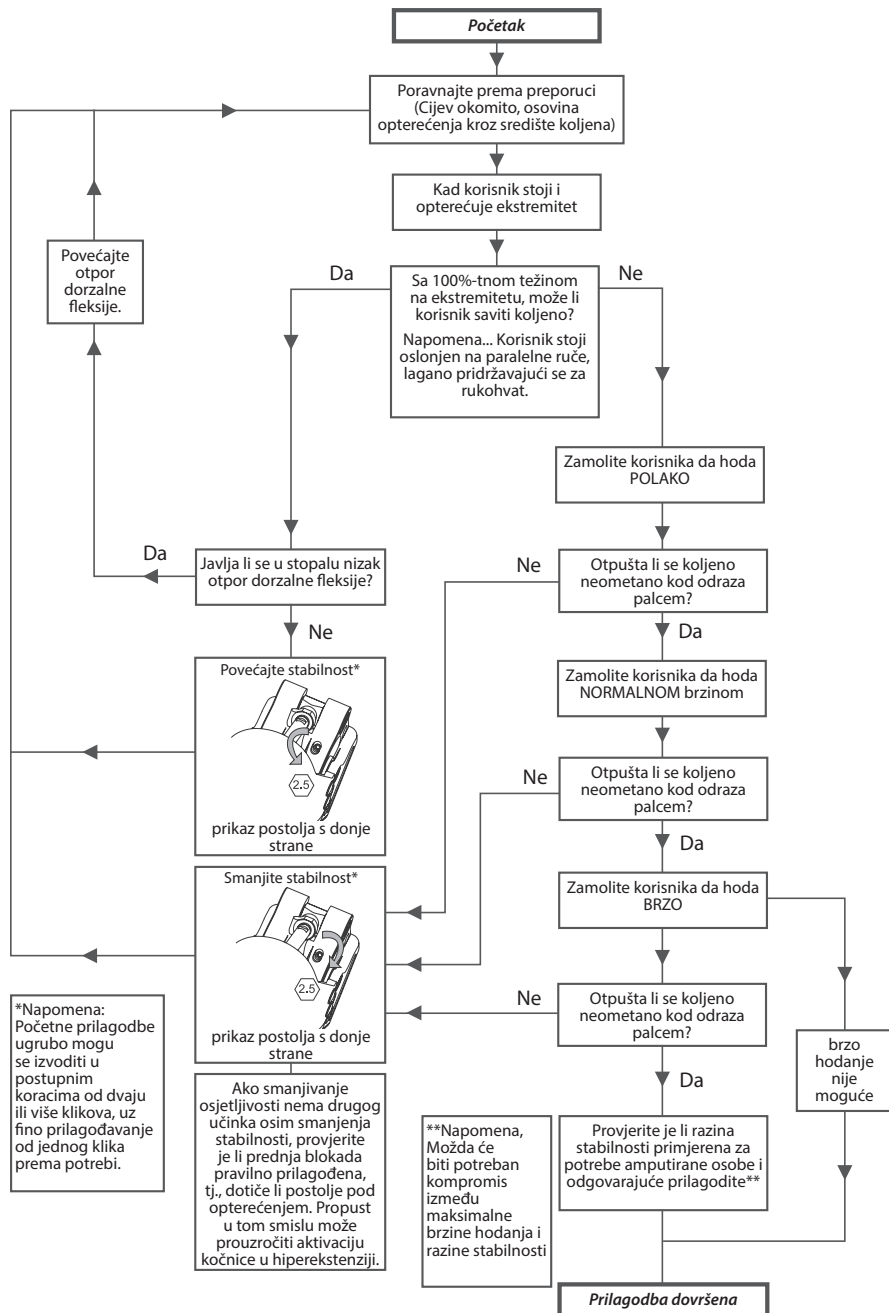 Početak
Poravnajte prema preporuci
(Cijev okomito, osovina
opterećenja kroz središte koljena)
Kad korisnik stoji i
opterećuje ekstremitet
Povećajte
otpor
dorzalne
fleksije.
Da
Sa 100%-tnom težinom
na ekstremitetu, može li
korisnik saviti koljeno?
Napomena... Korisnik stoji
oslonjen na paralelne ruče,
lagano pridržavajući se za
rukohvat.
Ne
Zamolite korisnika da hoda
POLAKO
Da
Javlja li se u stopalu nizak
otpor dorzalne fleksije?
Ne
Ne
Otpušta li se koljeno
neometano kod odraza
palcem?
Da
Povećajte stabilnost*
2.5
prikaz postolja s donje
strane
Zamolite korisnika da hoda
NORMALNOM brzinom
Ne
Otpušta li se koljeno
neometano kod odraza
palcem?
Da
Smanjite stabilnost*
2.5
prikaz postolja s donje
strane
Zamolite korisnika da hoda
BRZO
Ne
Otpušta li se koljeno
neometano kod odraza
palcem?
Da
brzo
hodanje
nije
moguće
*Napomena:
Početne prilagodbe
ugrubo mogu
se izvoditi u
postupnim
koracima od dvaju
ili više klikova, uz
fino prilagođavanje
od jednog klika
prema potrebi.
Ako smanjivanje
osjetljivosti nema drugog
učinka osim smanjenja
stabilnosti, provjerite
je li prednja blokada
pravilno prilagođena,
tj., dotiče li postolje pod
opterećenjem. Propust
u tom smislu može
prouzročiti aktivaciju
kočnice u hiperekstenziji.
**Napomena,
Možda će
biti potreban
kompromis
između
maksimalne
brzine hodanja i
razine stabilnosti
Provjerite je li razina
stabilnosti primjerena za
potrebe amputirane osobe i
odgovarajuće prilagodite**
Prilagodba dovršena